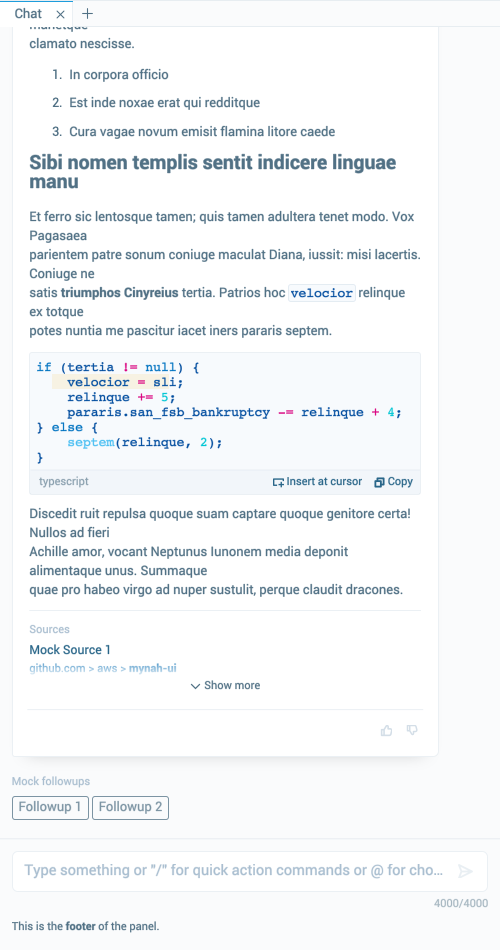 Chat
clamato nescisse.
1. In corpora officio
2. Est inde noxae erat qui redditque
3. Cura vagae novum emisit flamina litore caede
Sibi nomen templis sentit indicere linguae
manu
Et ferro sic lentosque tamen; quis tamen adultera tenet modo. Vox
Pagasaea
parientem patre sonum coniuge maculat Diana, iussit: misi lacertis.
Coniuge ne
satis triumphos Cinyreius tertia. Patrios hoc velocior relinque
ex totque
potes nuntia me pascitur iacet iners pararis septem.
if (tertia != null) {
velocior = sli;
relinque += 5;
pararis.san_fsb_bankruptcy -= relinque + 4;
} else {
septem(relinque, 2);
}
typescript Insert at cursor Copy
Discedit ruit repulsa quoque suam captare quoque genitore certa!
Nullos ad fieri
Achille amor, vocant Neptunus Iunonem media deponit
alimentaque unus. Summaque
quae pro habeo virgo ad nuper sustulit, perque claudit dracones.
Sources
Mock Source 1
github.com > aws > mynah-ui
Show more
Mock followups
Followup 1 Followup 2
Type something or "/" for quick action commands or @ for cho...
4000/4000
This is the footer of the panel.